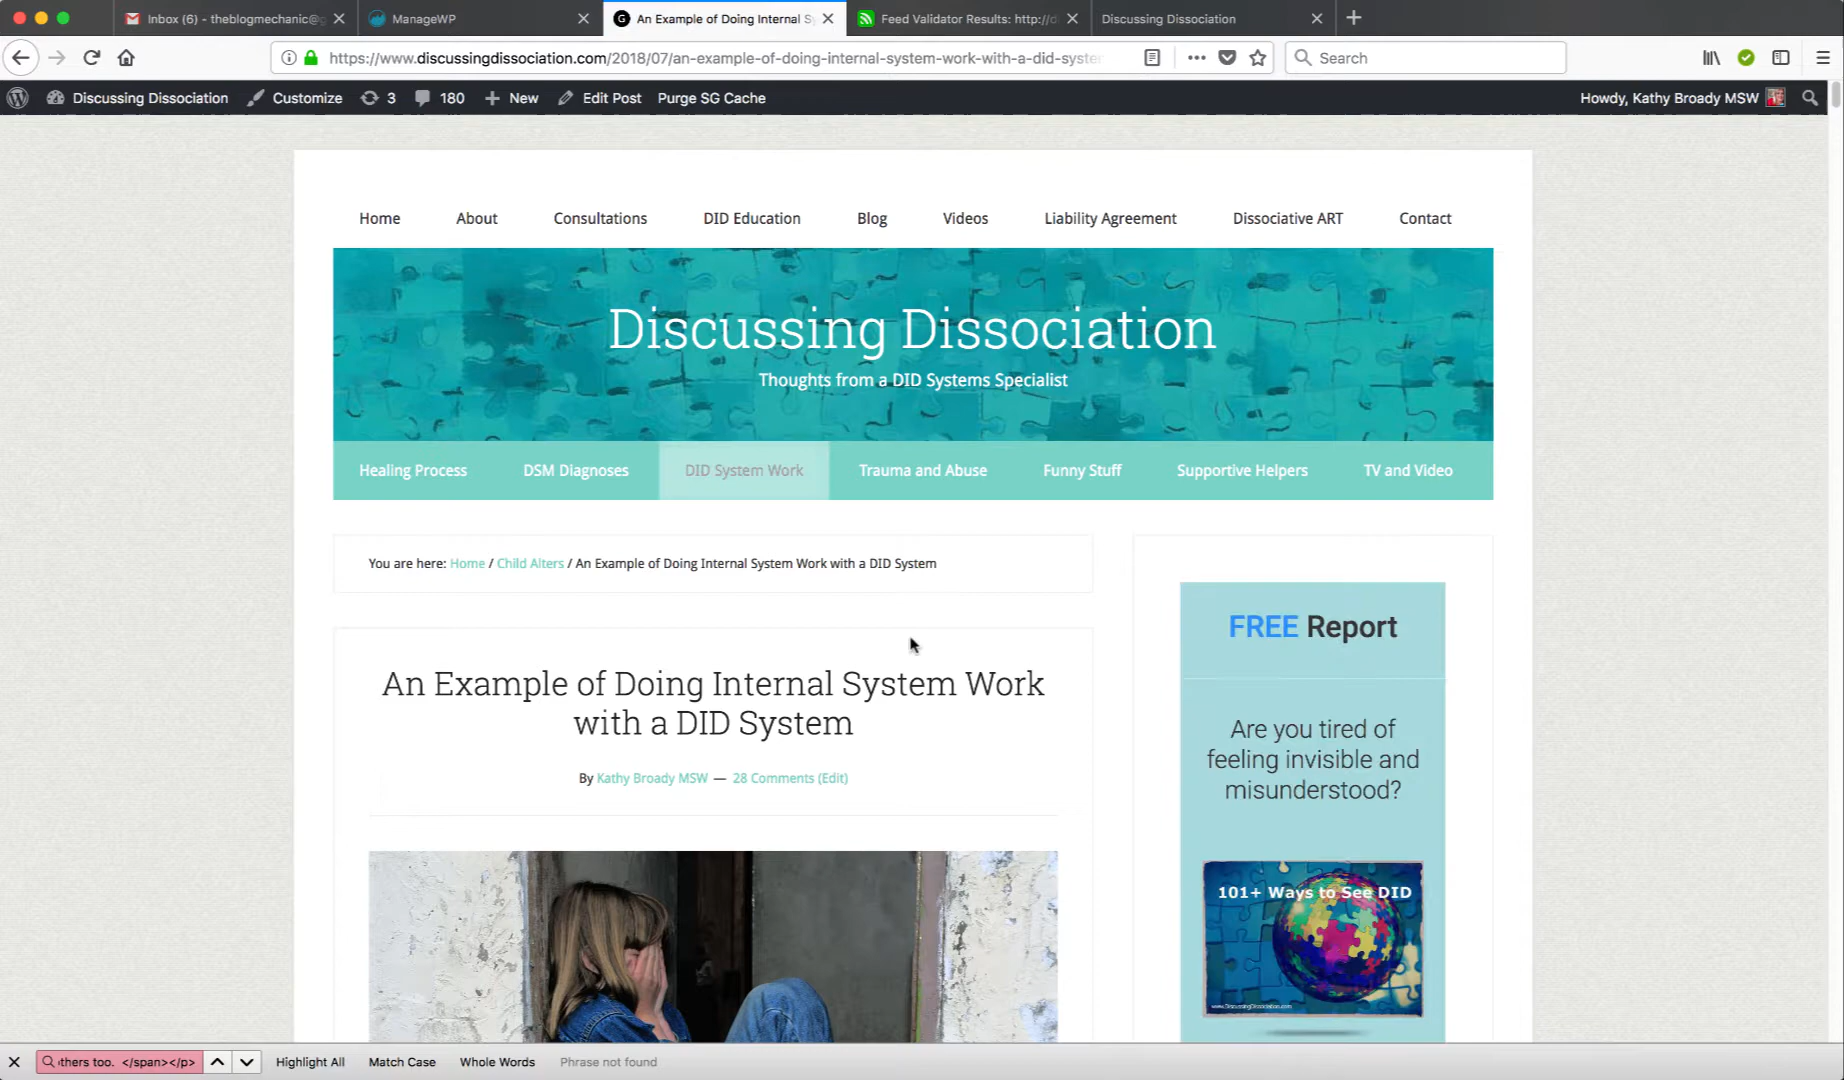 Inbox (6) - theblogmechanic@g
ManageWP
An Example of Doing Internal S
Feed Validator Results: http://d
Discussing Dissociation
https://www.discussingdissociation.com/2018/07/an-example-of-doing-internal-system-work-with-a-did-syste
Search
Discussing Dissociation
Customize
3
180
New
Edit Post
Purge SG Cache
Howdy, Kathy Broady MSW
Home
About
Consultations
DID Education
Blog
Videos
Liability Agreement
Dissociative ART
Contact
Discussing Dissociation
Thoughts from a DID Systems Specialist
Healing Process
DSM Diagnoses
DID System Work
Trauma and Abuse
Funny Stuff
Supportive Helpers
TV and Video
You are here: Home / Child Alters / An Example of Doing Internal System Work with a DID System
An Example of Doing Internal System Work
with a DID System
By Kathy Broady MSW — 28 Comments (Edit)
FREE Report
Are you tired of
feeling invisible and
misunderstood?
101+ Ways to See DID
www.DiscussingDissociation.com
thers too. </span></p>
Highlight All
Match Case
Whole Words
Phrase not found